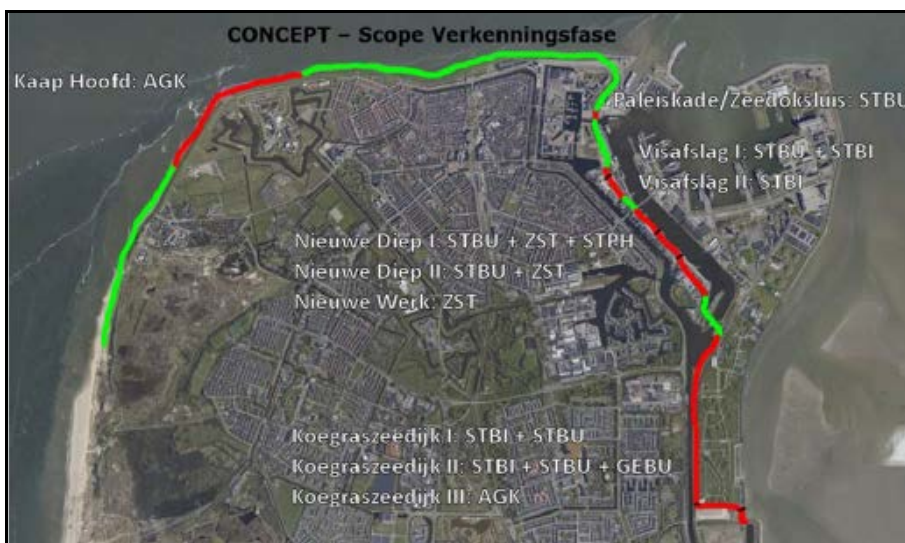 CONCEPT – Scope Verkenningsfase
Kaap Hoofd: AGK
Paleiskade/Zeedoksluis: STBU
Visafslag I: STBU + STBI
Visafslag II: STBI
Nieuwe Diep I: STBU + ZST + STPH
Nieuwe Diep II: STBU + ZST
Nieuwe Werk: ZST
Koegraszeedijk I: STBI + STBU
Koegraszeedijk II: STBI + STBU + GEBU
Koegraszeedijk III: AGK